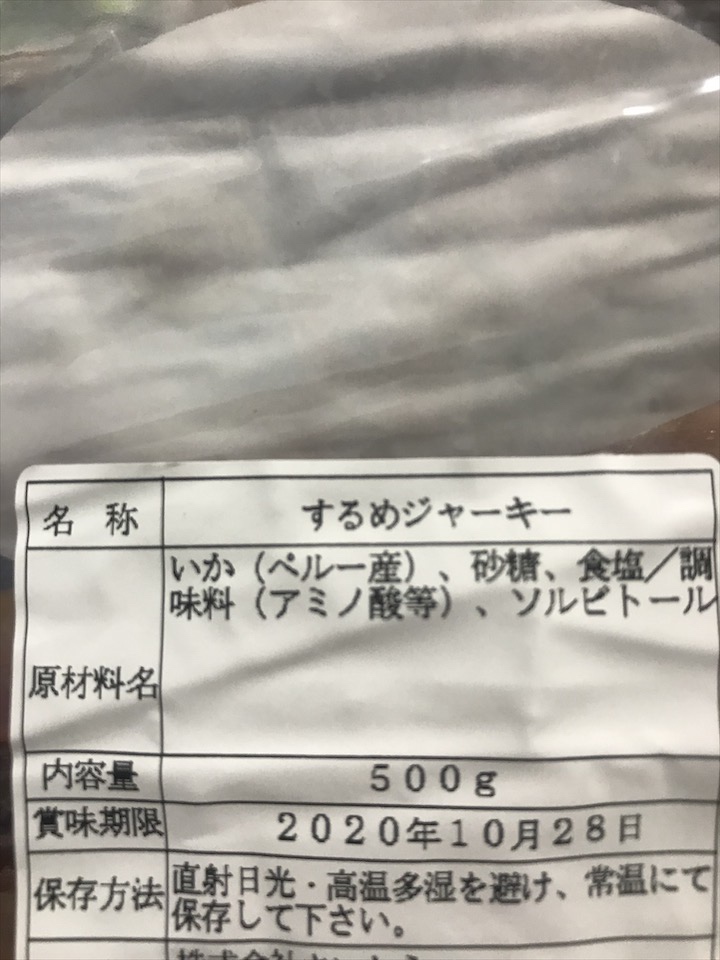 名称 するめジャーキー
原材料名 いか（ペルー産）、砂糖、食塩／調
味料（アミノ酸等）、ソルビトール
内容量 ５００ｇ
賞味期限 ２０２０年１０月２８日
保存方法 直射日光・高温多湿を避け、常温にて
保存して下さい。
株式会社